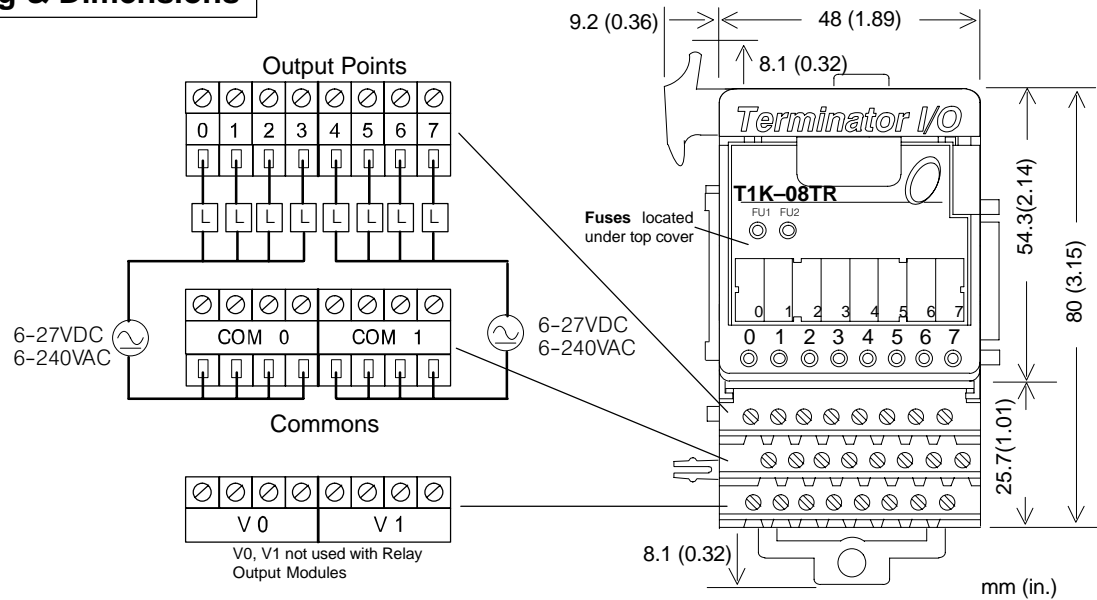 g & Dimensions
9.2 (0.36)
48 (1.89)
8.1 (0.32)
Output Points
0 1 2 3 4 5 6 7
L L L L L L L L
6–27VDC
6–240VAC
COM 0 COM 1
6–27VDC
6–240VAC
Commons
V 0 V 1
V0, V1 not used with Relay
Output Modules
Terminator I/O
T1K–08TR
FU1 FU2
Fuses located
under top cover
0 1 2 3 4 5 6 7
0 1 2 3 4 5 6 7
54.3(2.14)
80 (3.15)
25.7(1.01)
8.1 (0.32)
mm (in.)